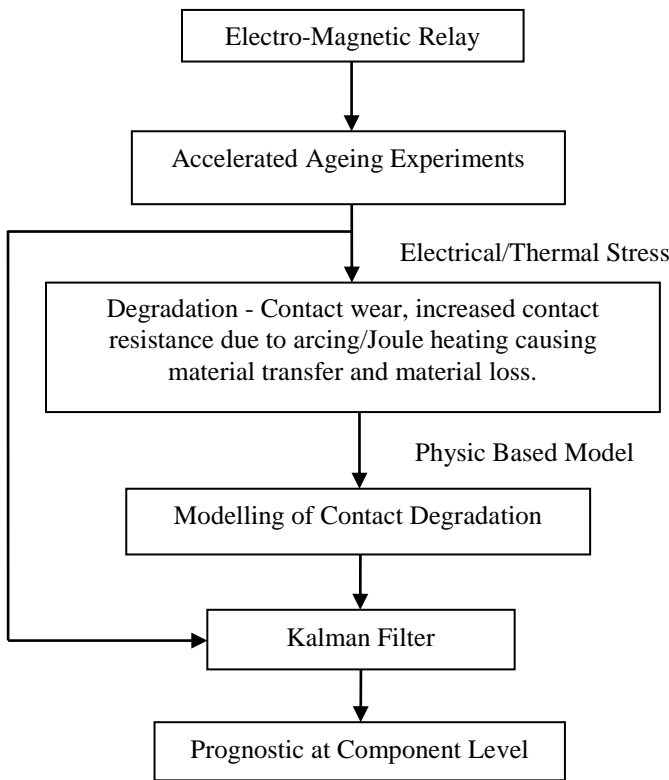 Electro-Magnetic Relay
Accelerated Ageing Experiments
Electrical/Thermal Stress
Degradation - Contact wear, increased contact
resistance due to arcing/Joule heating causing
material transfer and material loss.
Physic Based Model
Modelling of Contact Degradation
Kalman Filter
Prognostic at Component Level